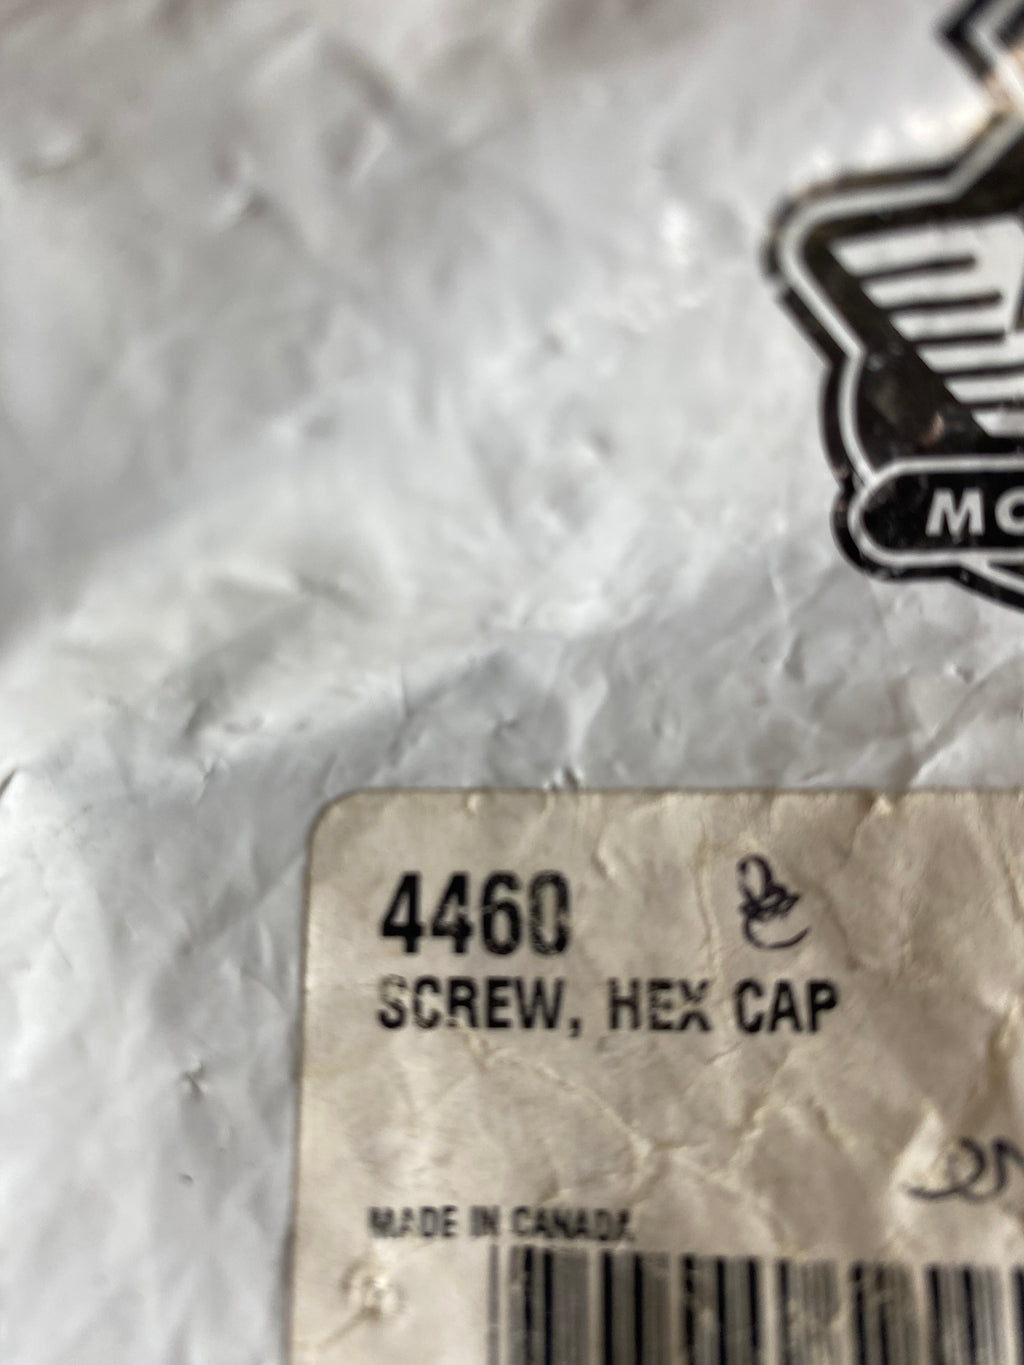 MO
4460
SCREW, HEX CAP
MADE IN CANADA